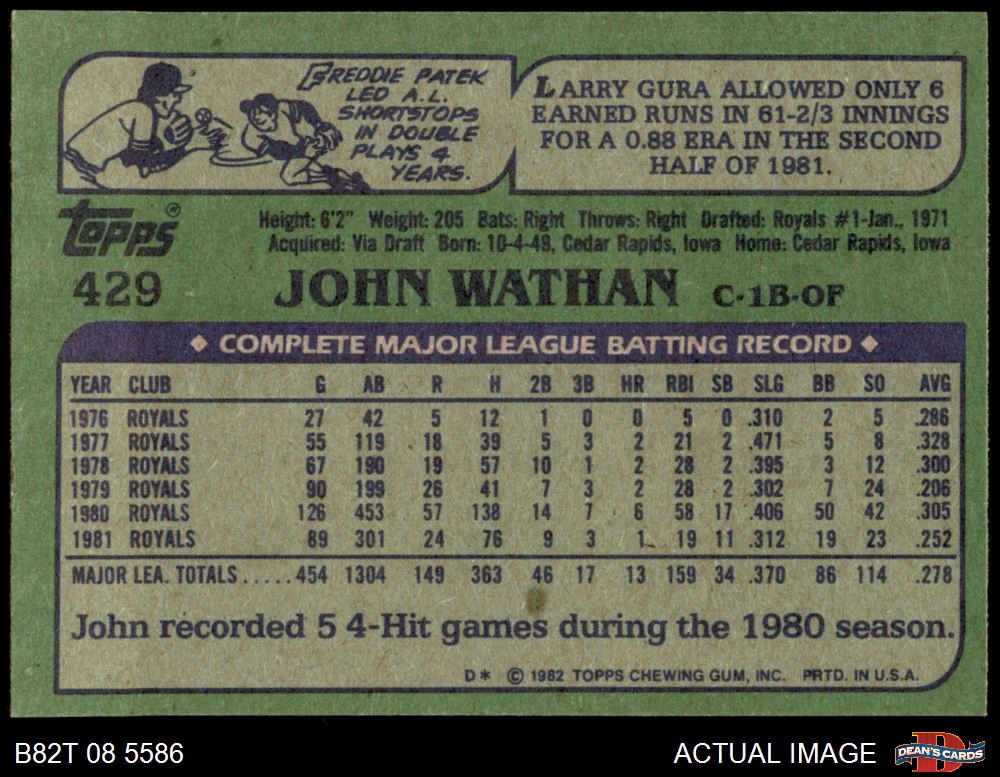 FREDDIE PATEK
LED A.L.
SHORTSTOPS
IN DOUBLE
PLAYS 4
YEARS.
LARRY GURA ALLOWED ONLY 6
EARNED RUNS IN 61-2/3 INNINGS
FOR A 0.88 ERA IN THE SECOND
HALF OF 1981.
Topps®
Height: 6'2" Weight: 205 Bats: Right Throws: Right Drafted: Royals #1-Jan., 1971
Acquired: Via Draft Born: 10-4-49, Cedar Rapids, Iowa Home: Cedar Rapids, Iowa
429 JOHN WATHAN C-1B-OF
◆ COMPLETE MAJOR LEAGUE BATTING RECORD ◆
YEAR CLUB G AB R H 2B 3B HR RBI SB SLG BB SO AVG
1976 ROYALS 27 42 5 12 1 0 0 5 0 .310 2 5 .286
1977 ROYALS 55 119 18 39 5 3 2 21 2 .471 5 8 .328
1978 ROYALS 67 190 19 57 10 1 2 28 2 .395 3 12 .300
1979 ROYALS 90 199 26 41 7 3 2 28 2 .302 7 24 .206
1980 ROYALS 126 453 57 138 14 7 6 58 17 .406 50 42 .305
1981 ROYALS 89 301 24 76 9 3 1 19 11 .312 19 23 .252
MAJOR LEA. TOTALS.....454 1304 149 363 46 17 13 159 34 .370 86 114 .278
John recorded 5 4-Hit games during the 1980 season.
D* © 1982 TOPPS CHEWING GUM, INC. PRTD. IN U.S.A.
B82T 08 5586 ACTUAL IMAGE D DEAN'S CARDS